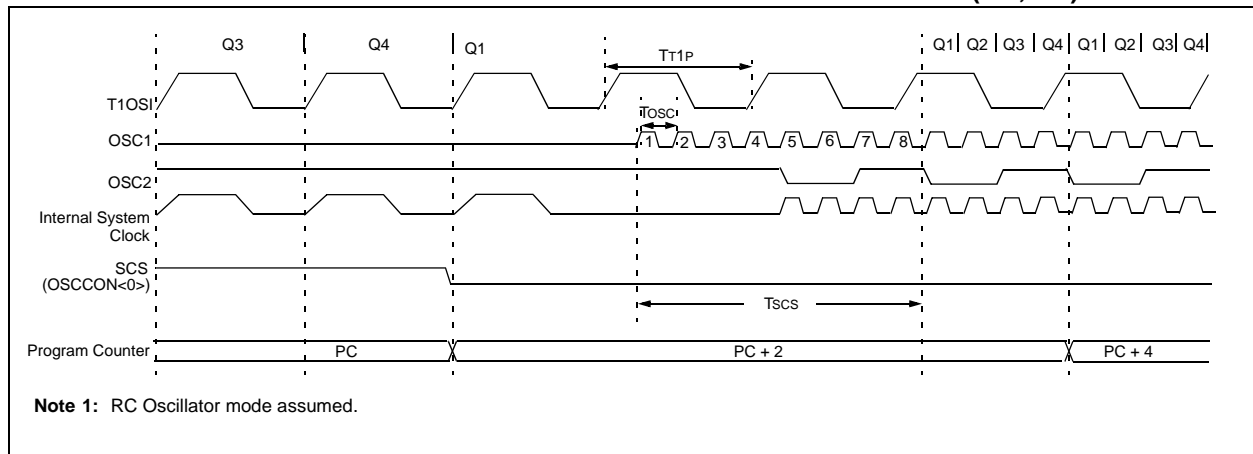 Q3 Q4 Q1 Q1 Q2 Q3 Q4 Q1 Q2 Q3 Q4
TT1P
T1OSI
TOSC
OSC1
1 2 3 4 5 6 7 8
OSC2
Internal System
Clock
SCS
(OSCCON<0>)
TSCS
Program Counter PC PC + 2 PC + 4
Note 1: RC Oscillator mode assumed.